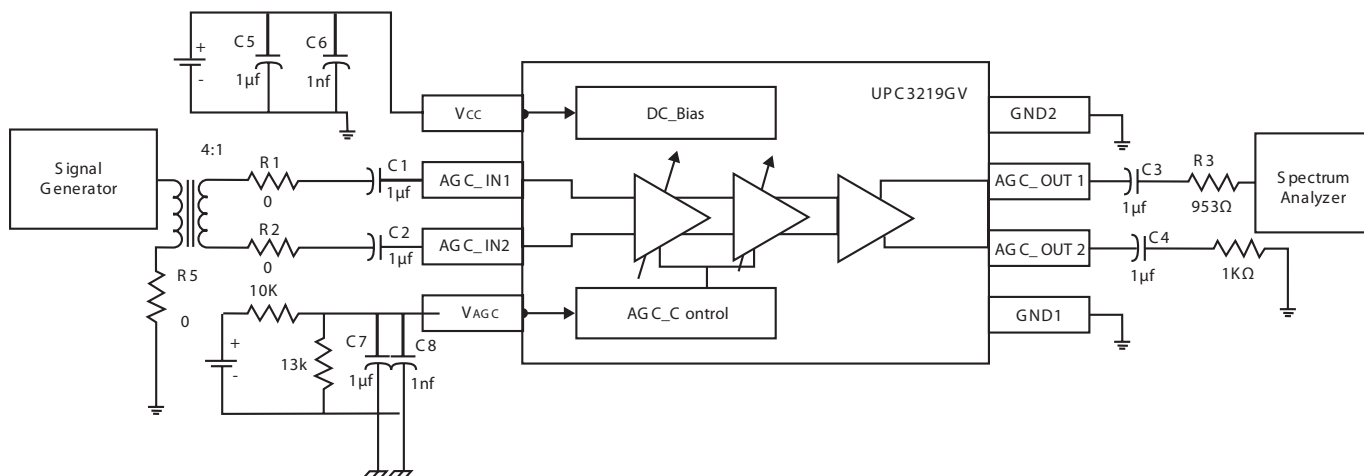 C5
1µf
C6
1nf
+
-
UPC3219GV
VCC
DC_Bias
GND2
Signal
Generator
4:1
R1
0
C1
1µf
AGC_IN1
AGC_OUT 1
C3
1µf
R3
953Ω
Spectrum
Analyzer
R2
0
C2
1µf
AGC_IN2
AGC_OUT 2
C4
1µf
1KΩ
R5
0
10K
VAGC
AGC_C ontrol
GND1
+
-
13k
C7
1µf
C8
1nf